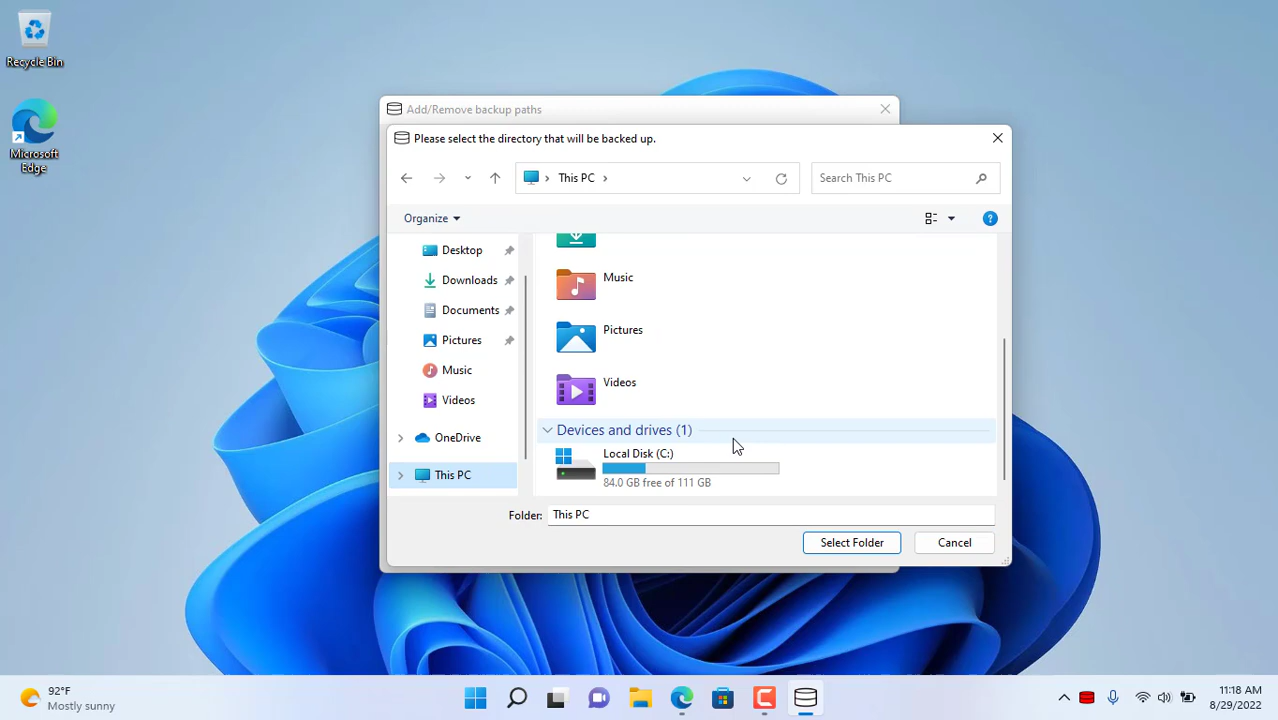 Recycle Bin
Microsoft
Edge
Add/Remove backup paths
Please select the directory that will be backed up.
This PC
Search This PC
Organize
Desktop
Downloads
Documents
Pictures
Music
Videos
OneDrive
This PC
Music
Pictures
Videos
Devices and drives (1)
Local Disk (C:)
84.0 GB free of 111 GB
Folder: This PC
Select Folder Cancel
92°F
Mostly sunny
11:18 AM
8/29/2022